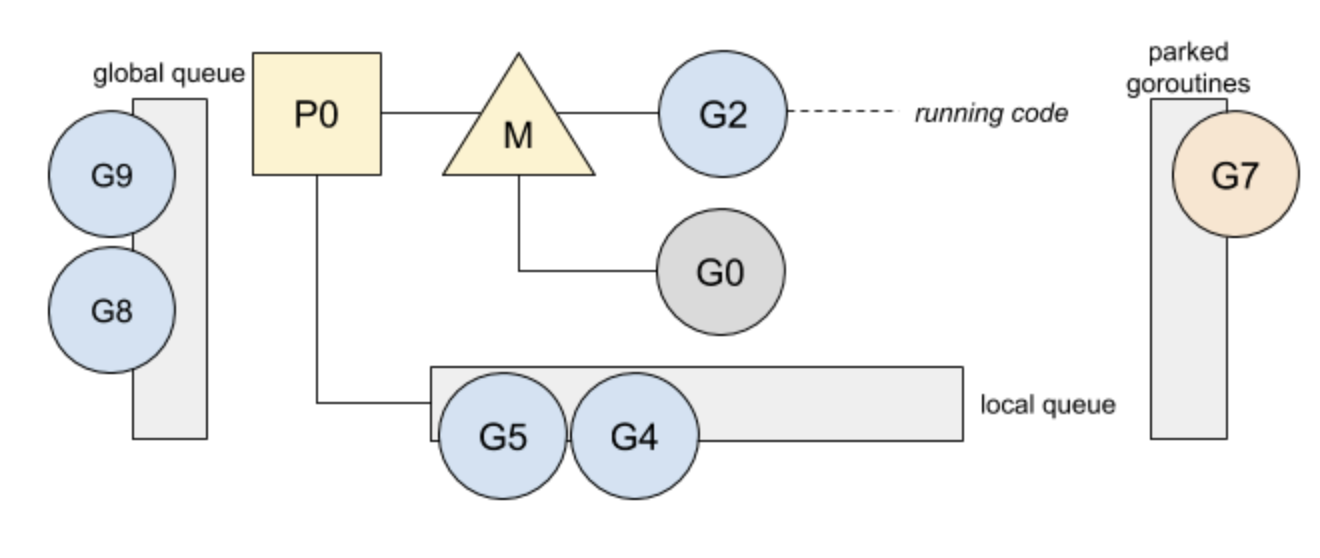 global queue
P0
M
G2
running code
parked
goroutines
G9
G7
G8
G0
G5
G4
local queue